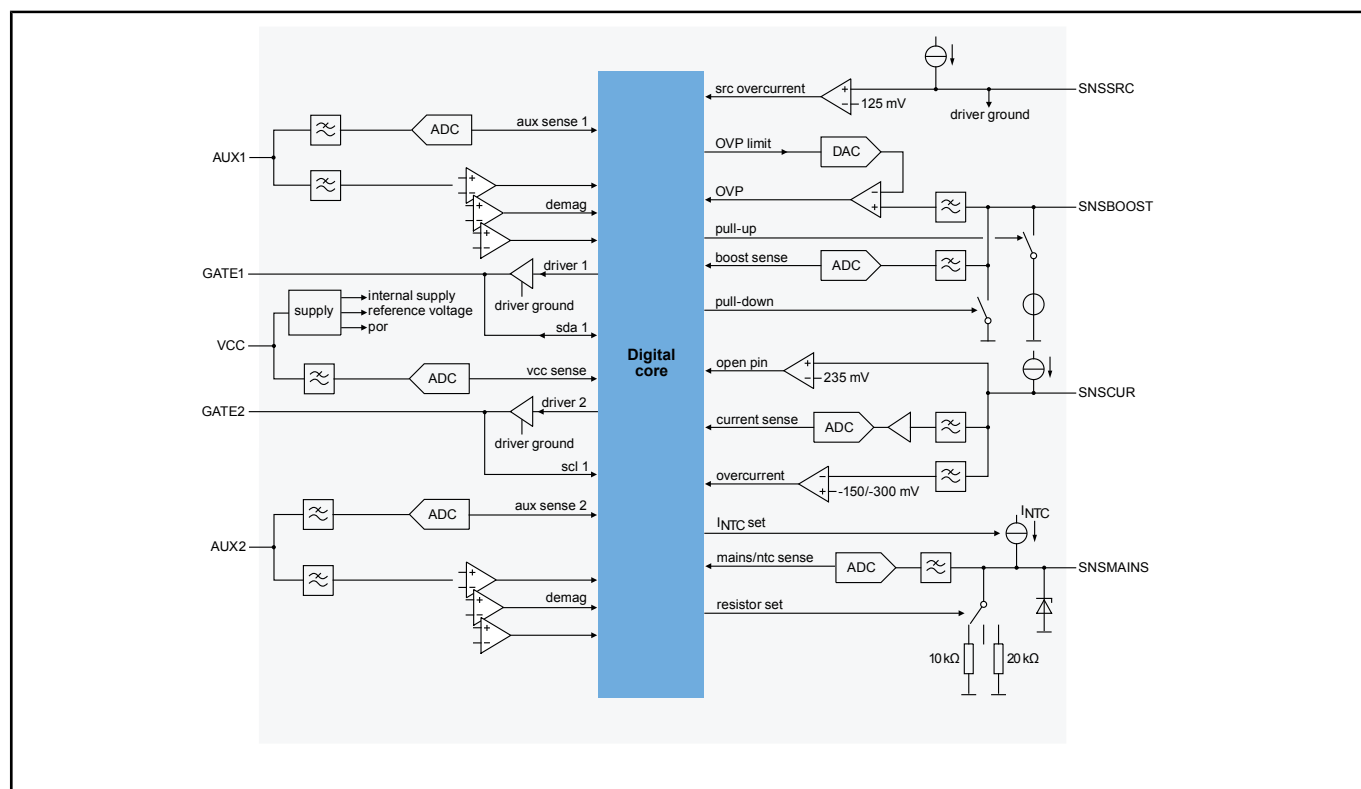 src overcurrent
+
−
125 mV
SNSSRC
driver ground
aux sense 1
ADC
AUX1
OVP limit
DAC
+
−
+
−
+
−
demag
OVP
−
+
SNSBOOST
pull-up
boost sense
ADC
GATE1
driver 1
driver ground
supply
internal supply
reference voltage
por
pull-down
sda 1
VCC
Digital
core
ADC
vcc sense
open pin
+
−
235 mV
SNSCUR
GATE2
driver 2
driver ground
current sense
ADC
scl 1
overcurrent
−
+
-150/-300 mV
aux sense 2
ADC
AUX2
INTC set
INTC
mains/ntc sense
ADC
SNSMAINS
+
−
+
−
+
−
demag
resistor set
10 kΩ
20 kΩ